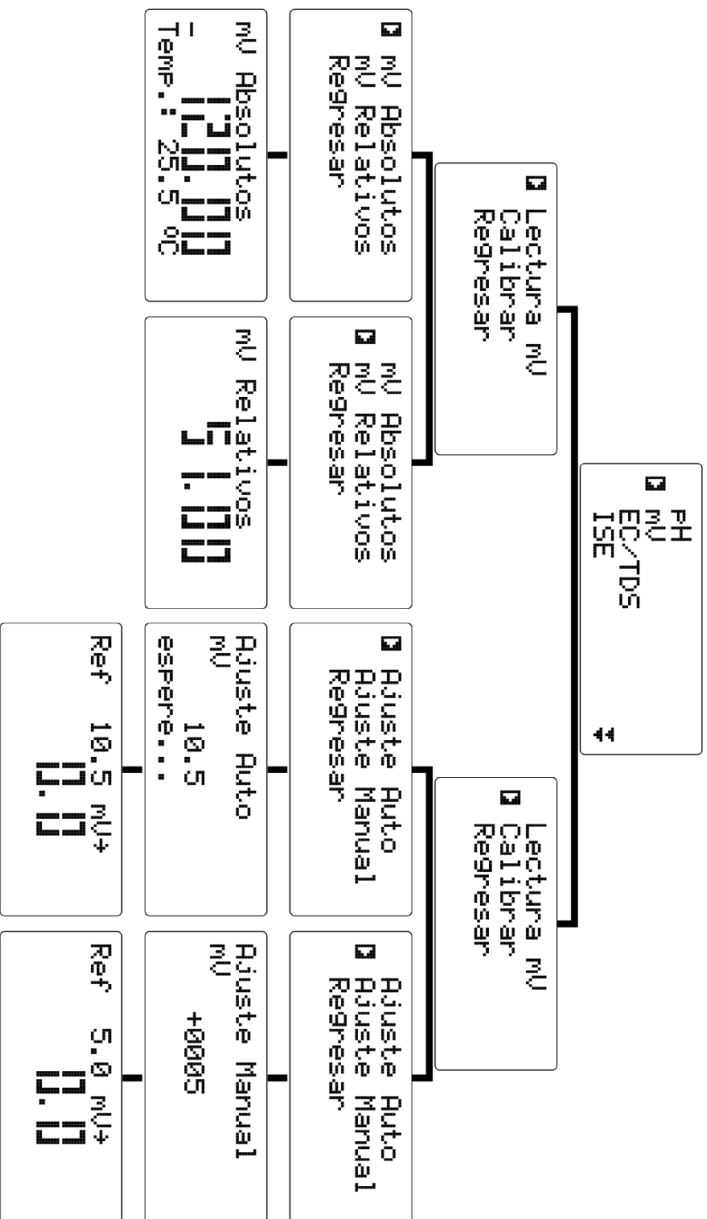 pH
mV
EC/TDS
ISE
Lectura mV
Calibrar
Regresar
Lectura mV
Calibrar
Regresar
mV Absolutos
mV Relativos
Regresar
mV Absolutos
mV Relativos
Regresar
Ajuste Auto
Ajuste Manual
Regresar
Ajuste Auto
Ajuste Manual
Regresar
mV Absolutos
- 120.00
Temp.: 25.5 ºC
mV Relativos
51.00
Ajuste Auto
mV
10.5
espere...
Ajuste Manual
mV
+0005
Ref 10.5 mV→
0.0
Ref 5.0 mV→
0.0